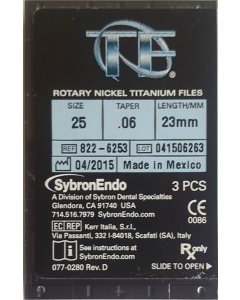 TF
ROTARY NICKEL TITANIUM FILES
SIZE TAPER LENGTH/MM
25 .06 23mm
REF 822-6253 LOT 041506263
04/2015 Made in Mexico
SybronEndo 3 PCS
A Division of Sybron Dental Specialties
Glendora, CA 91740 USA
714.516.7979 SybronEndo.com
CE
0086
EC REP Kerr Italia, S.r.l.
Via Passanti, 332 I-84018, Scafati (SA), Italy
See instructions at
SybronEndo.com
Rx only
077-0280 Rev. D SLIDE TO OPEN